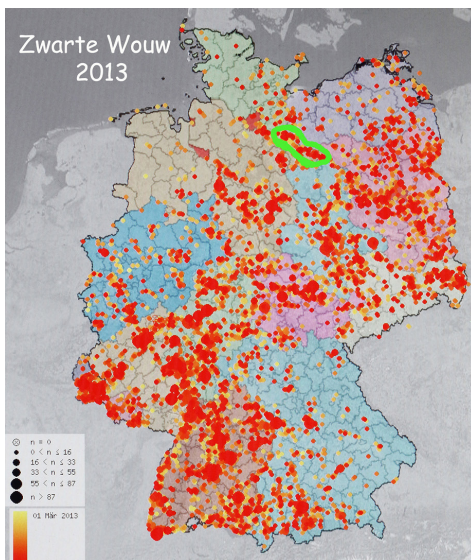 Zwarte Wouw
2013
n = 0
0 < n ≤ 16
16 < n ≤ 33
33 < n ≤ 55
55 < n ≤ 87
n > 87
01 Mär 2013